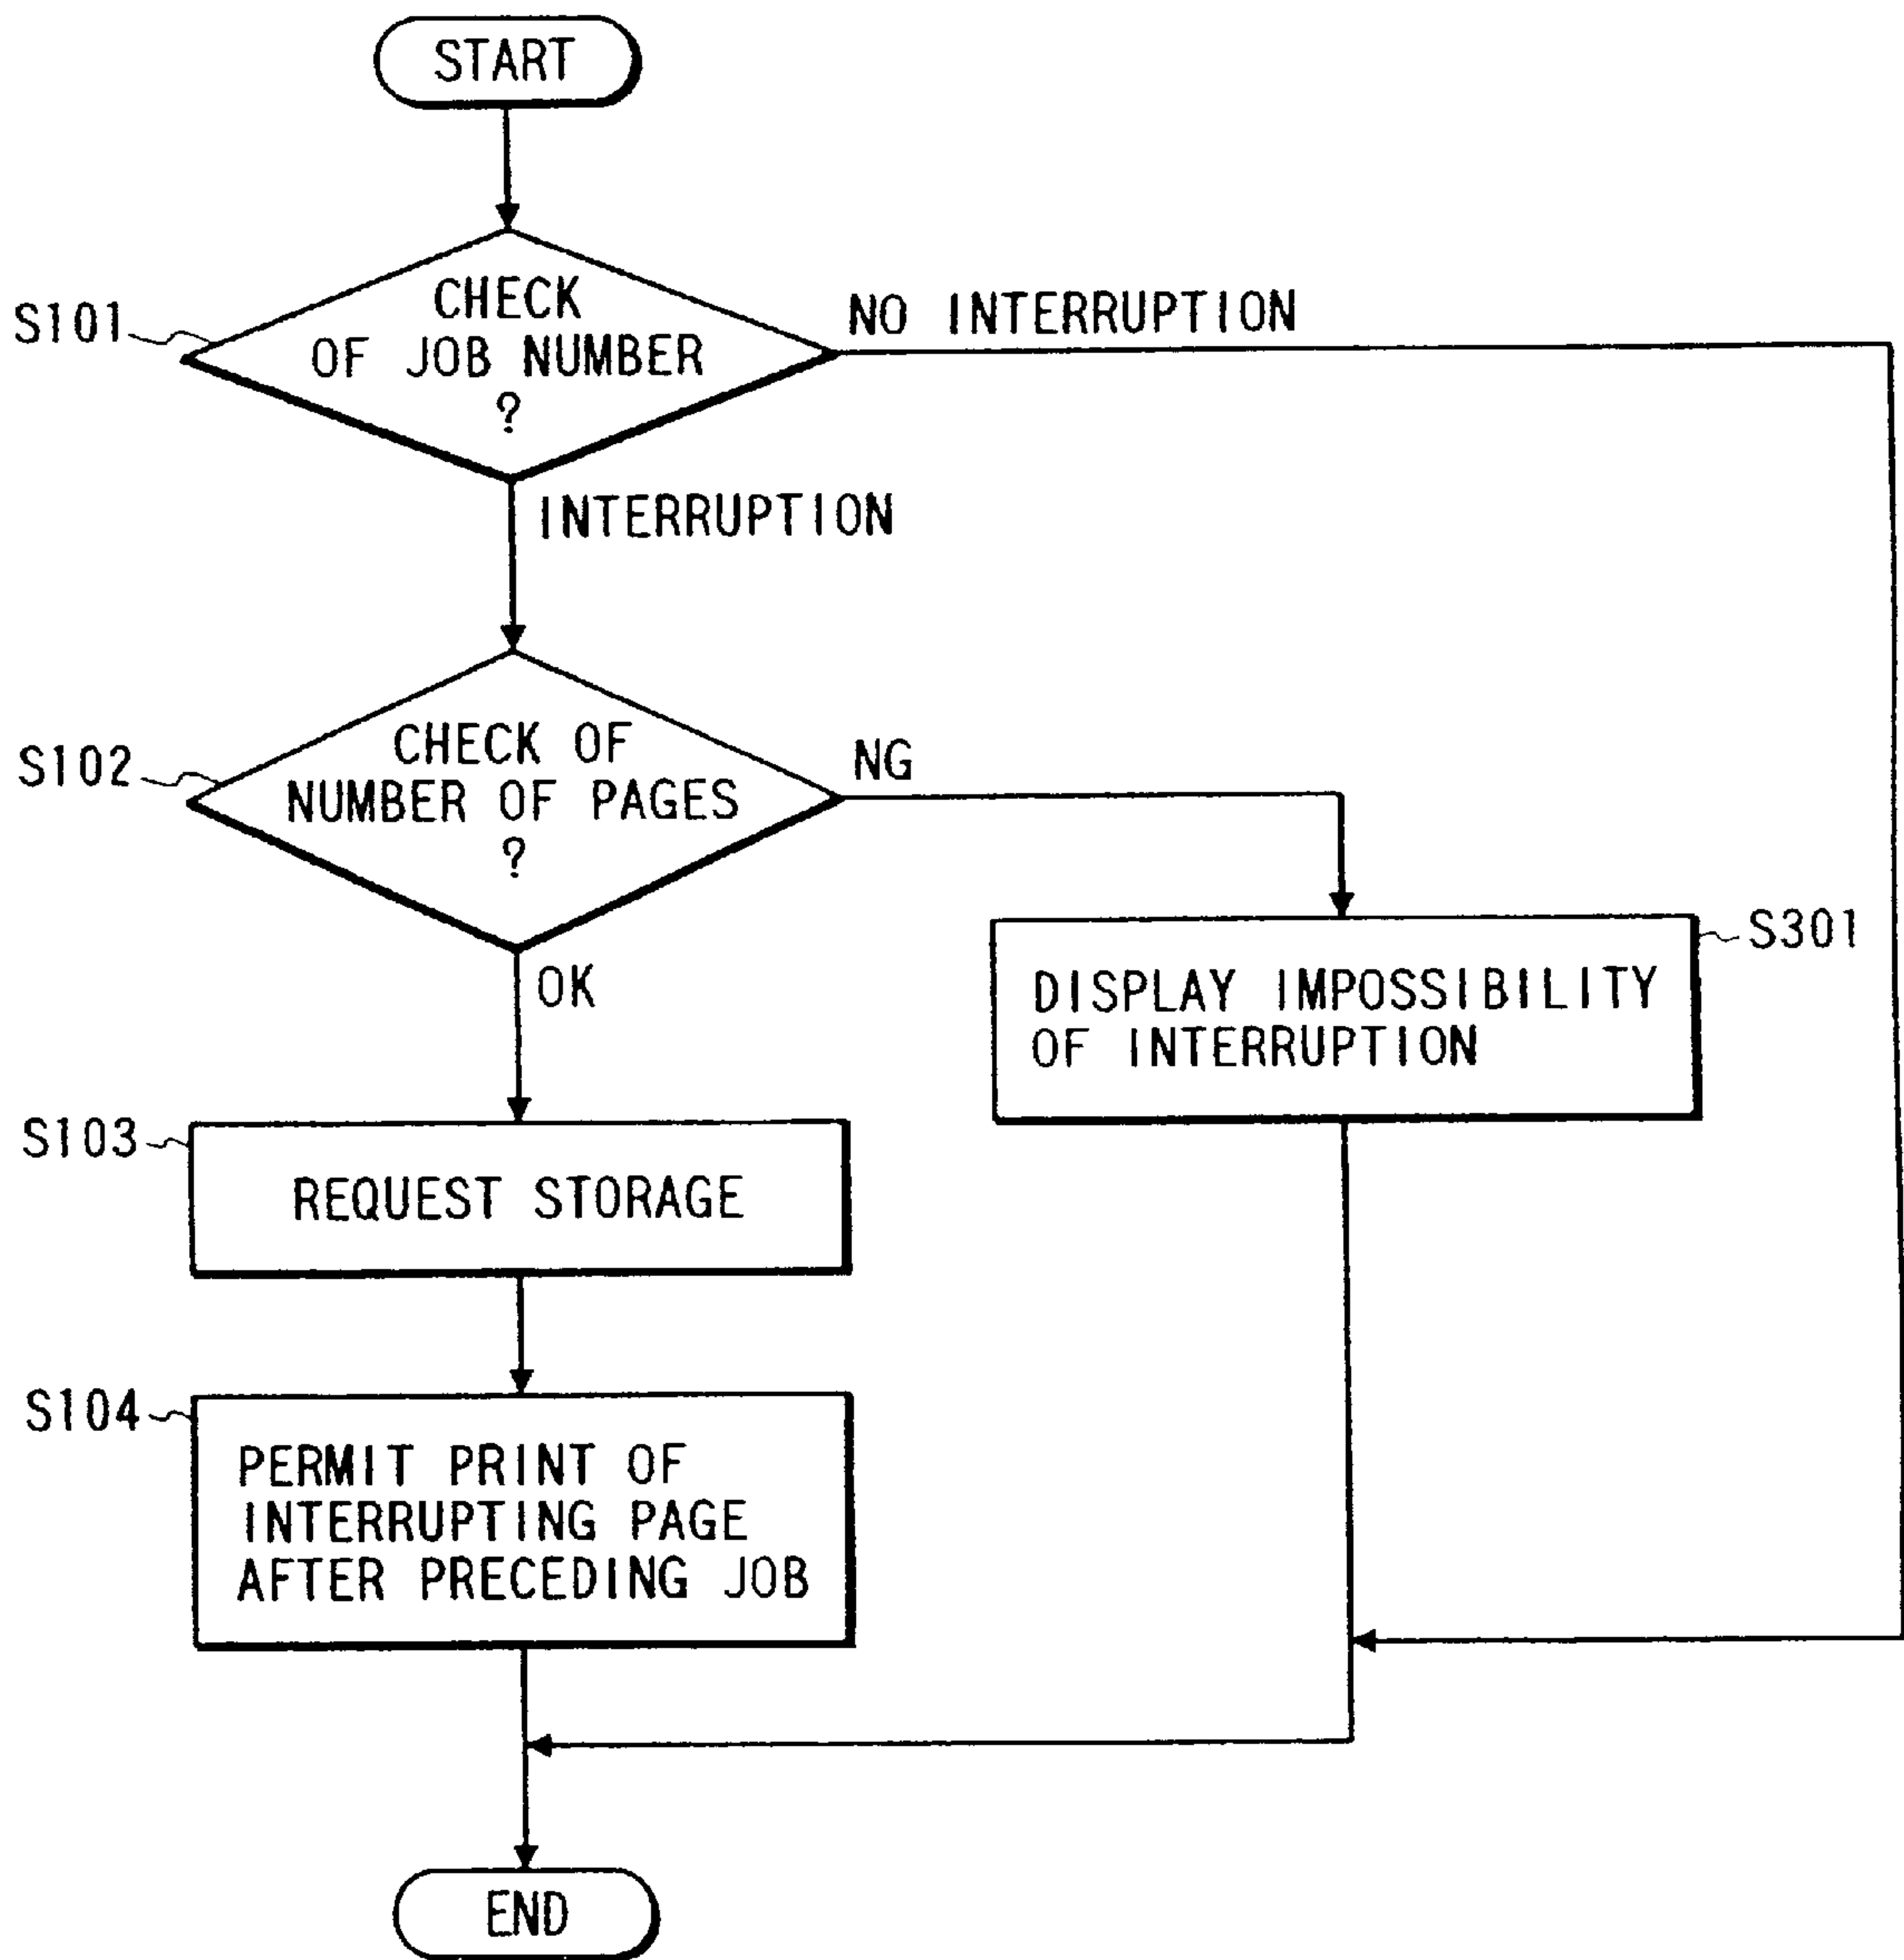 START
S101
CHECK
OF JOB NUMBER
?
NO INTERRUPTION
INTERRUPTION
S102
CHECK OF
NUMBER OF PAGES
?
NG
OK
S301
DISPLAY IMPOSSIBILITY
OF INTERRUPTION
S103
REQUEST STORAGE
S104
PERMIT PRINT OF
INTERRUPTING PAGE
AFTER PRECEDING JOB
END